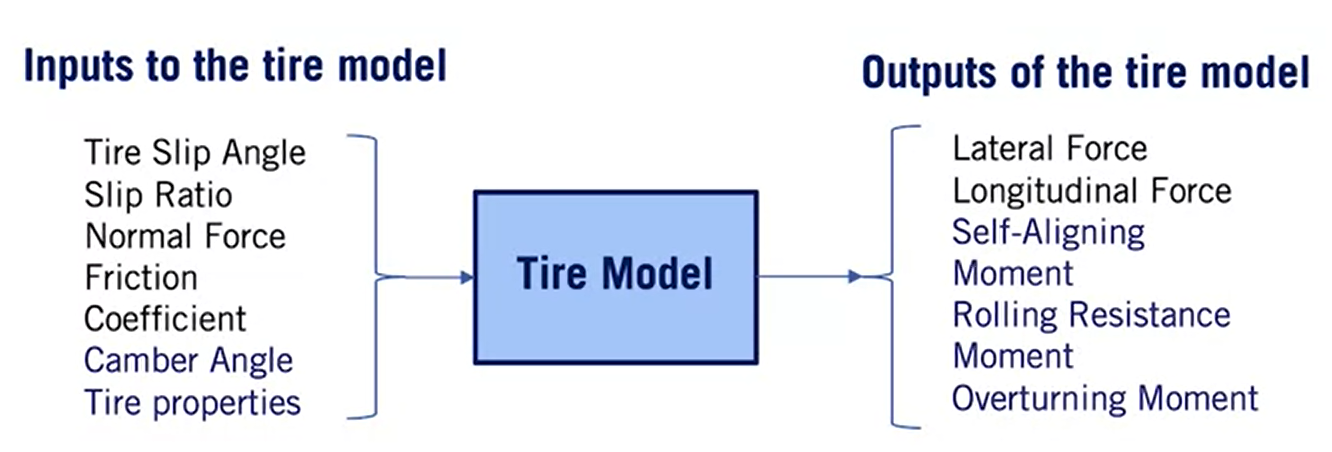 Inputs to the tire model
Tire Slip Angle
Slip Ratio
Normal Force
Friction
Coefficient
Camber Angle
Tire properties
Tire Model
Outputs of the tire model
Lateral Force
Longitudinal Force
Self-Aligning
Moment
Rolling Resistance
Moment
Overturning Moment